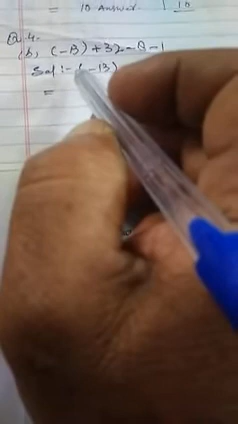 = 10 Answer 10
Q.4.
(b, (-13) + 32 - 8 - 1
Sol :- (-13)
=